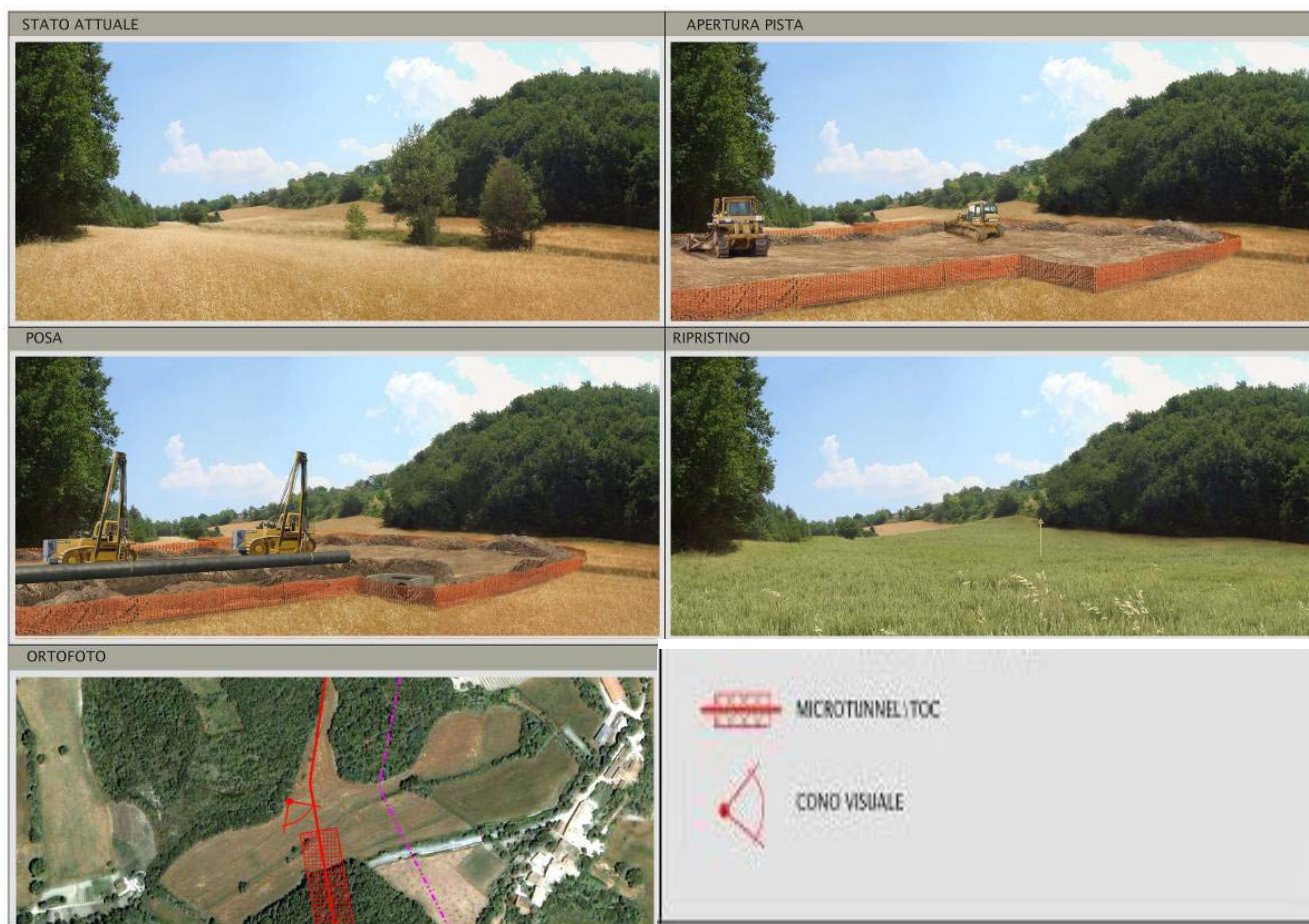 STATO ATTUALE
APERTURA PISTA
POSA
RIPRISTINO
ORTOFOTO
MICROTUNNEL\TOC
CONO VISUALE